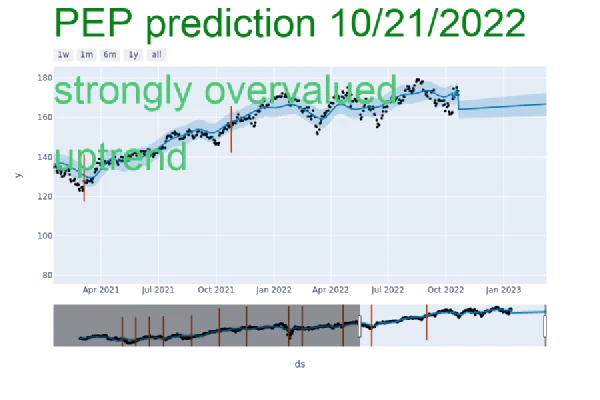 PEP prediction 10/21/2022
1w 1m 6m 1y all
180
strongly overvalued
160
uptrend
140
y
120
100
80
Apr 2021 Jul 2021 Oct 2021 Jan 2022 Apr 2022 Jul 2022 Oct 2022 Jan 2023
ds